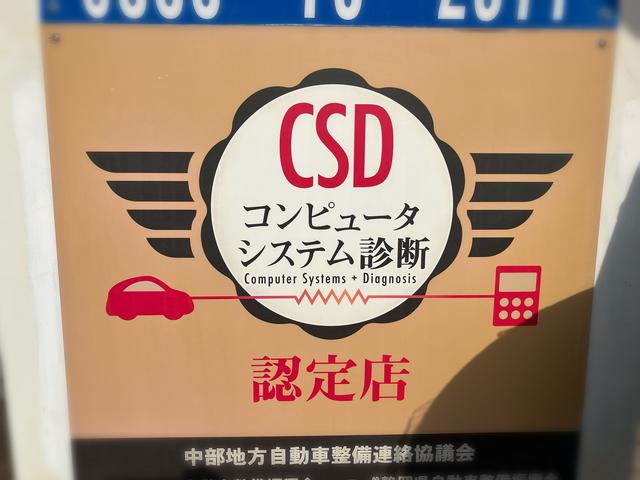 CSD
コンピュータ
システム診断
Computer Systems + Diagnosis
認定店
中部地方自動車整備連絡協議会